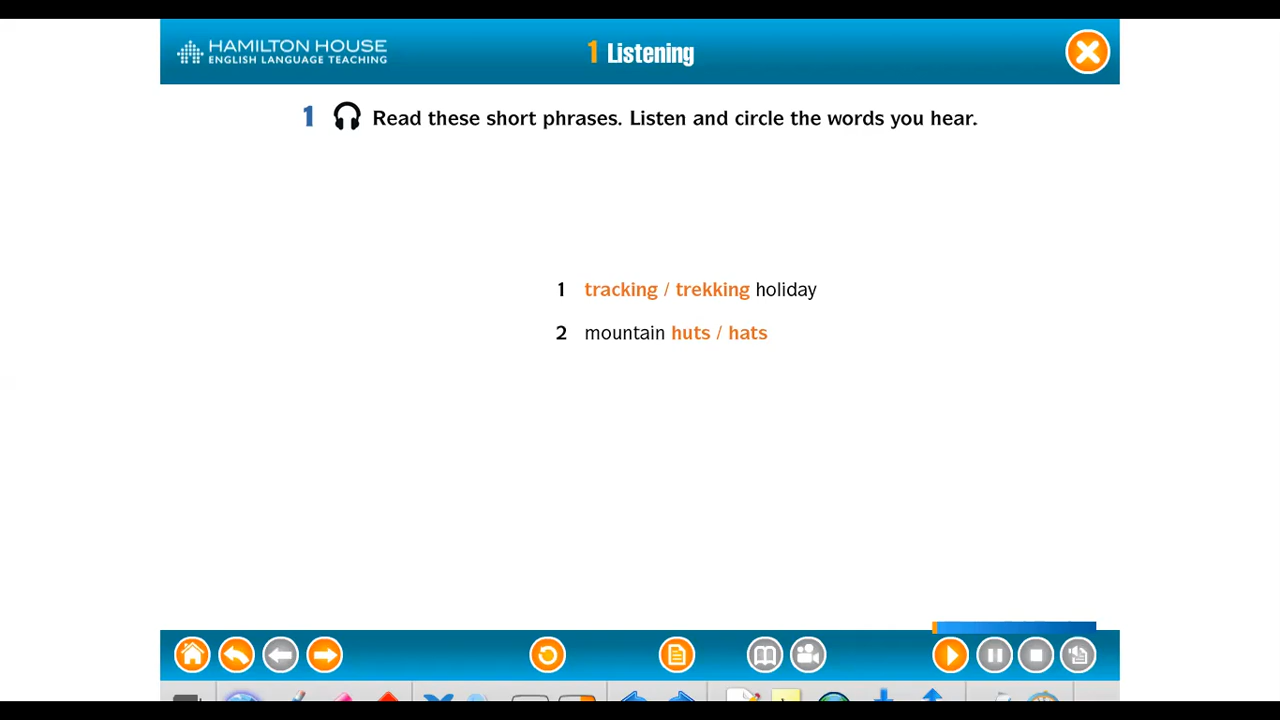 HAMILTON HOUSE
ENGLISH LANGUAGE TEACHING
1 Listening
1 Read these short phrases. Listen and circle the words you hear.
1 tracking / trekking holiday
2 mountain huts / hats